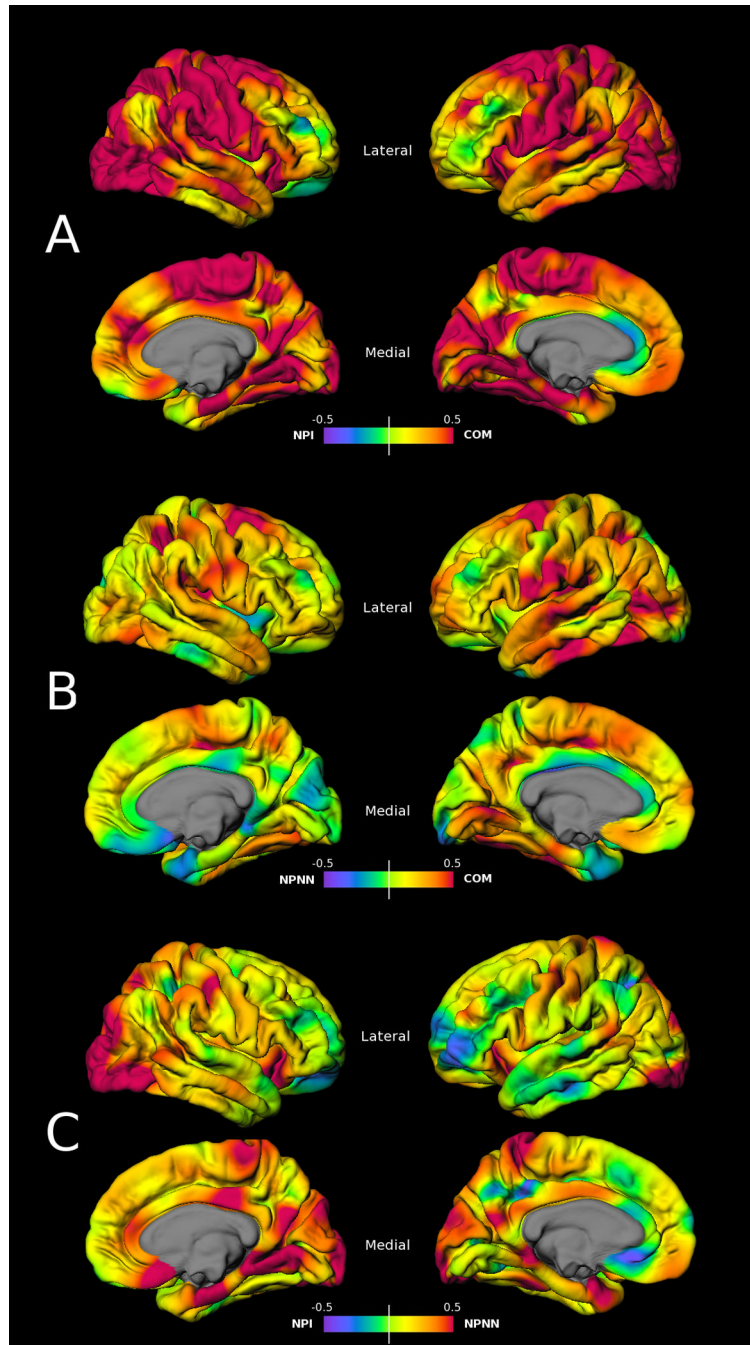 Lateral
A
Medial
-0.5 0.5
NPI COM
Lateral
B
Medial
-0.5 0.5
NPNN COM
Lateral
C
Medial
-0.5 0.5
NPI NPNN